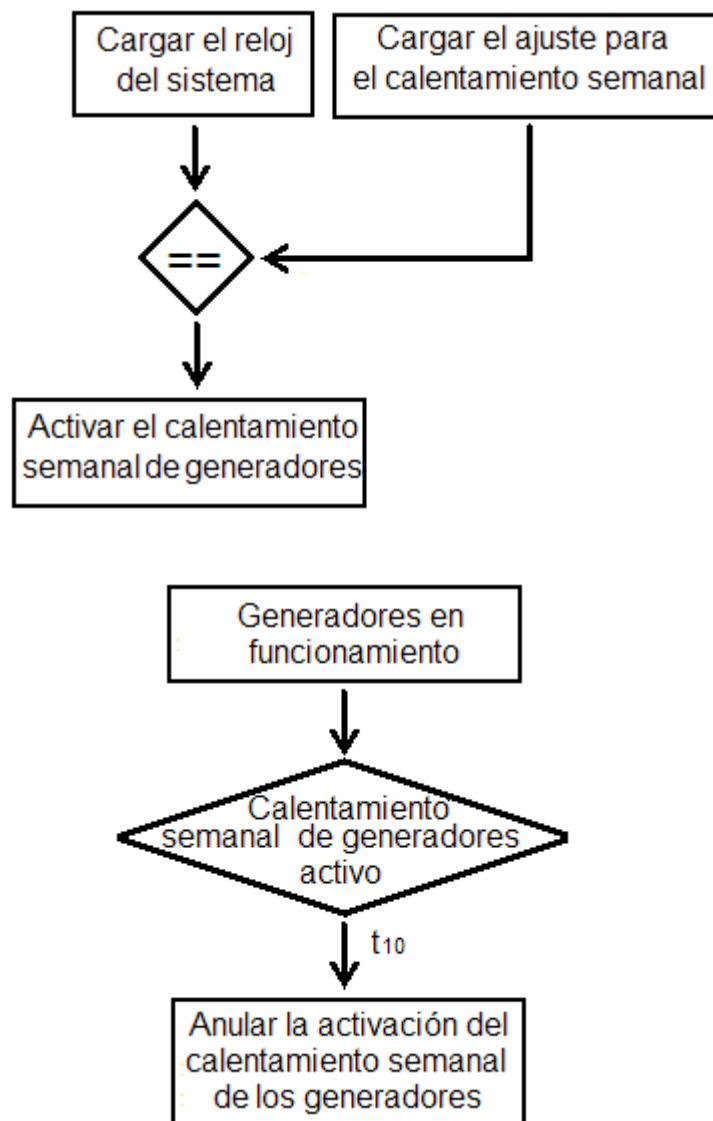 Cargar el reloj
del sistema
Cargar el ajuste para
el calentamiento semanal
==
Activar el calentamiento
semanal de generadores
Generadores en
funcionamiento
Calentamiento
semanal de generadores
activo
t10
Anular la activación del
calentamiento semanal
de los generadores